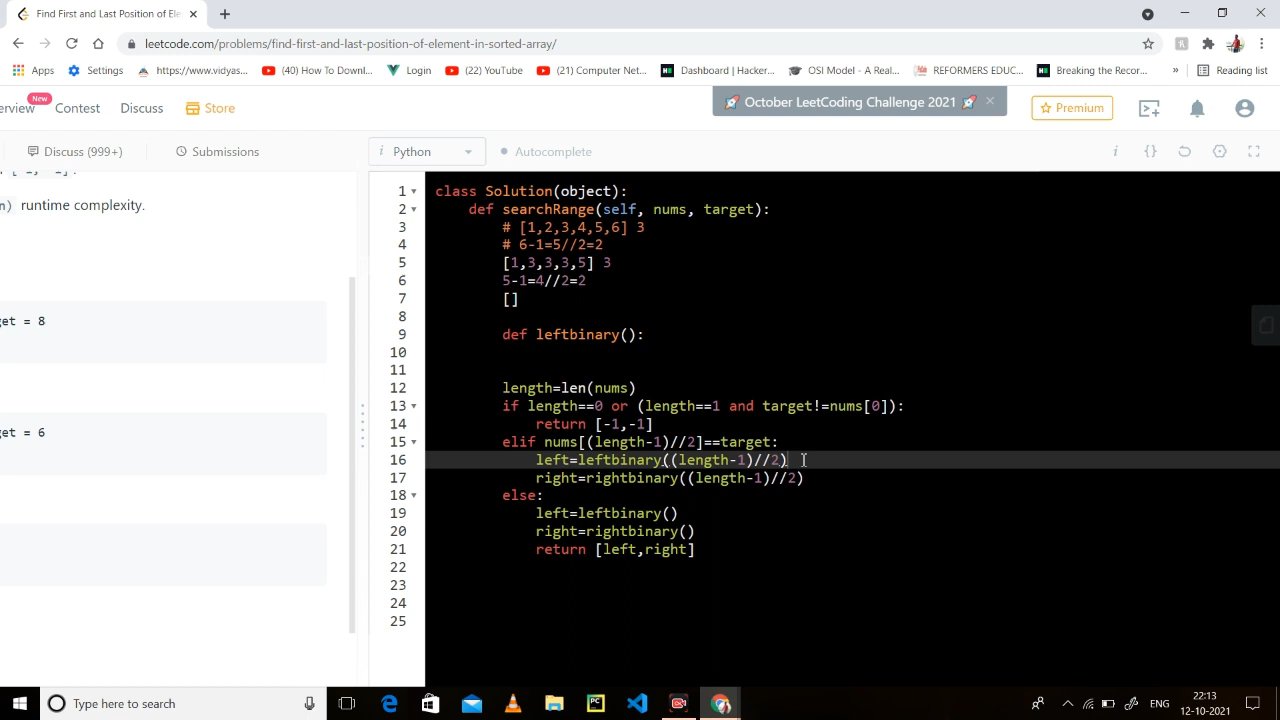 Find First and Last Position of Ele
leetcode.com/problems/find-first-and-last-position-of-element-in-sorted-array/
Apps Settings https://www.vidyas... (40) How To Downl... Login (22) YouTube (21) Computer Net... Dashboard | Hacker... OSI Model - A Real... REFORMERS EDUC... Breaking the Recor... » Reading list
New
erview Contest Discuss Store October LeetCoding Challenge 2021 Premium
Discuss (999+) Submissions
i Python Autocomplete
n) runtime complexity.
get = 8
get = 6
1 class Solution(object):
2 def searchRange(self, nums, target):
3 # [1,2,3,4,5,6] 3
4 # 6-1=5//2=2
5 [1,3,3,3,5] 3
6 5-1=4//2=2
7 []
8
9 def leftbinary():
10
11
12 length=len(nums)
13 if length==0 or (length==1 and target!=nums[0]):
14 return [-1,-1]
15 elif nums[(length-1)//2]==target:
16 left=leftbinary((length-1)//2)
17 right=rightbinary((length-1)//2)
18 else:
19 left=leftbinary()
20 right=rightbinary()
21 return [left,right]
22
23
24
25
Type here to search
ENG
22:13
12-10-2021